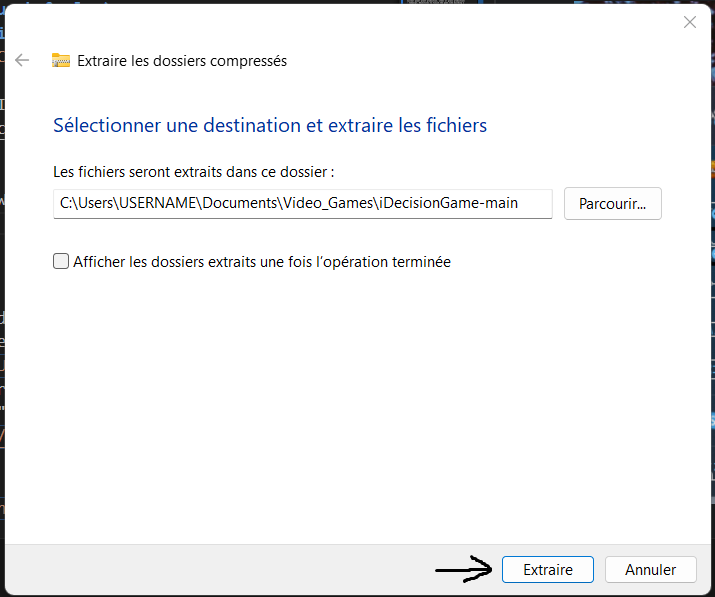 Extraire les dossiers compressés
Sélectionner une destination et extraire les fichiers
Les fichiers seront extraits dans ce dossier :
C:\Users\USERNAME\Documents\Video_Games\iDecisionGame-main
Parcourir...
Afficher les dossiers extraits une fois l’opération terminée
Extraire
Annuler